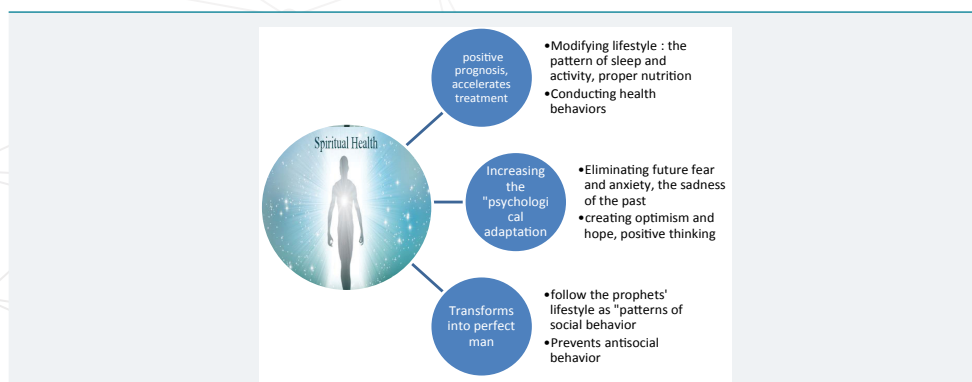 Spiritual Health
positive
prognosis,
accelerates
treatment
•Modifying lifestyle : the
pattern of sleep and
activity, proper nutrition
•Conducting health
behaviors
Increasing
the
"psychologi
cal
adaptation
•Eliminating future fear
and anxiety, the sadness
of the past
•creating optimism and
hope, positive thinking
Transforms
into perfect
man
•follow the prophets'
lifestyle as "patterns of
social behavior
•Prevents antisocial
behavior